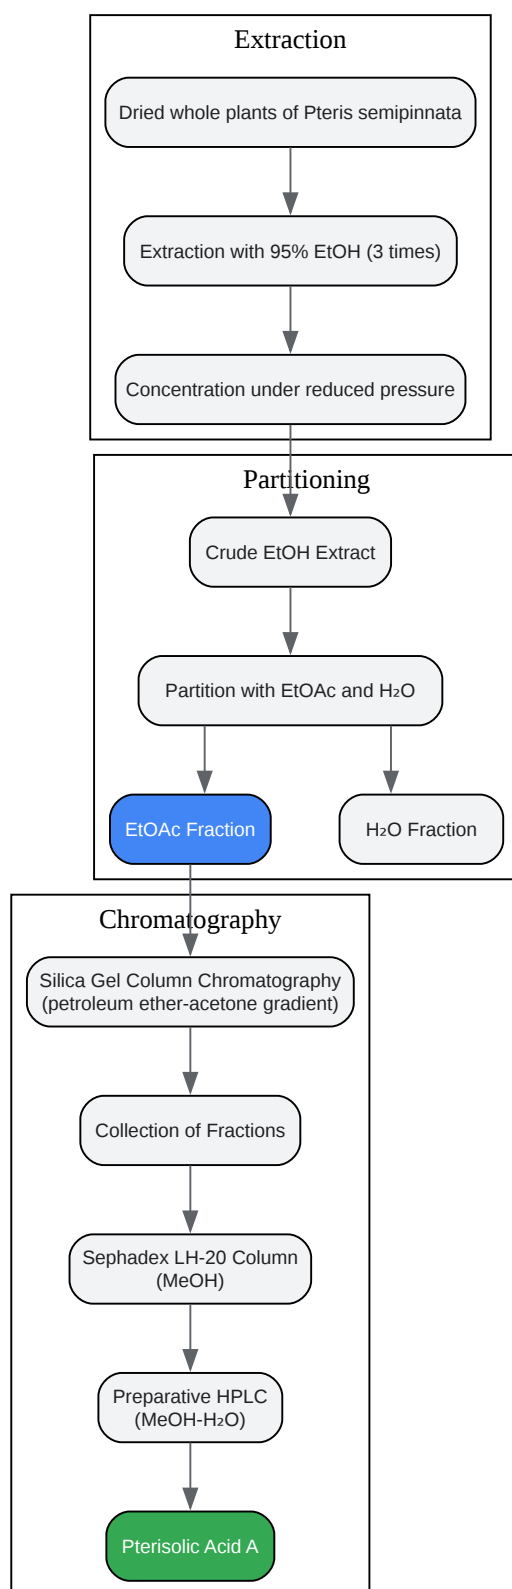 Extraction
Dried whole plants of Pteris semipinnata
Extraction with 95% EtOH (3 times)
Concentration under reduced pressure
Partitioning
Crude EtOH Extract
Partition with EtOAc and H₂O
EtOAc Fraction
H₂O Fraction
Chromatography
Silica Gel Column Chromatography
(petroleum ether-acetone gradient)
Collection of Fractions
Sephadex LH-20 Column
(MeOH)
Preparative HPLC
(MeOH-H₂O)
Pterisolic Acid A